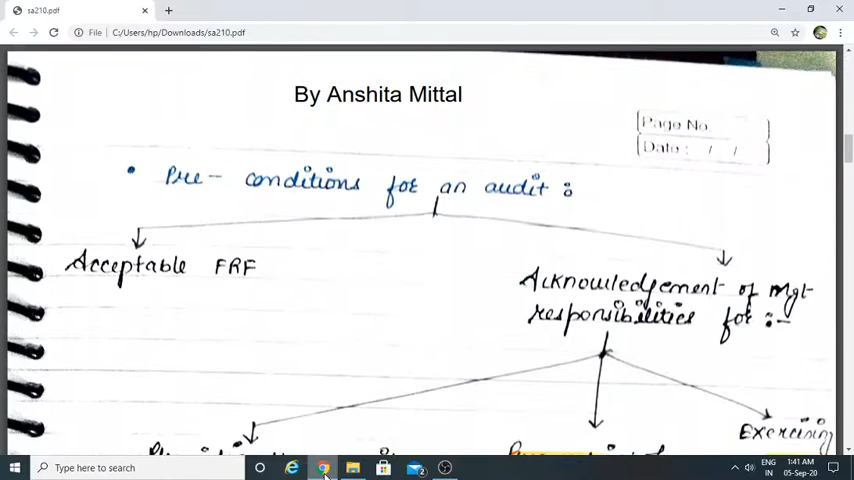 sa210.pdf
File
C:/Users/hp/Downloads/sa210.pdf
By Anshita Mittal
Page No.
Date : / /
• Pre- conditions for an audit :
Acceptable FRF
Acknowledgement of Mgt
responsibilities for :-
Exercising
Type here to search
2
ENG
IN
1:41 AM
05-Sep-20